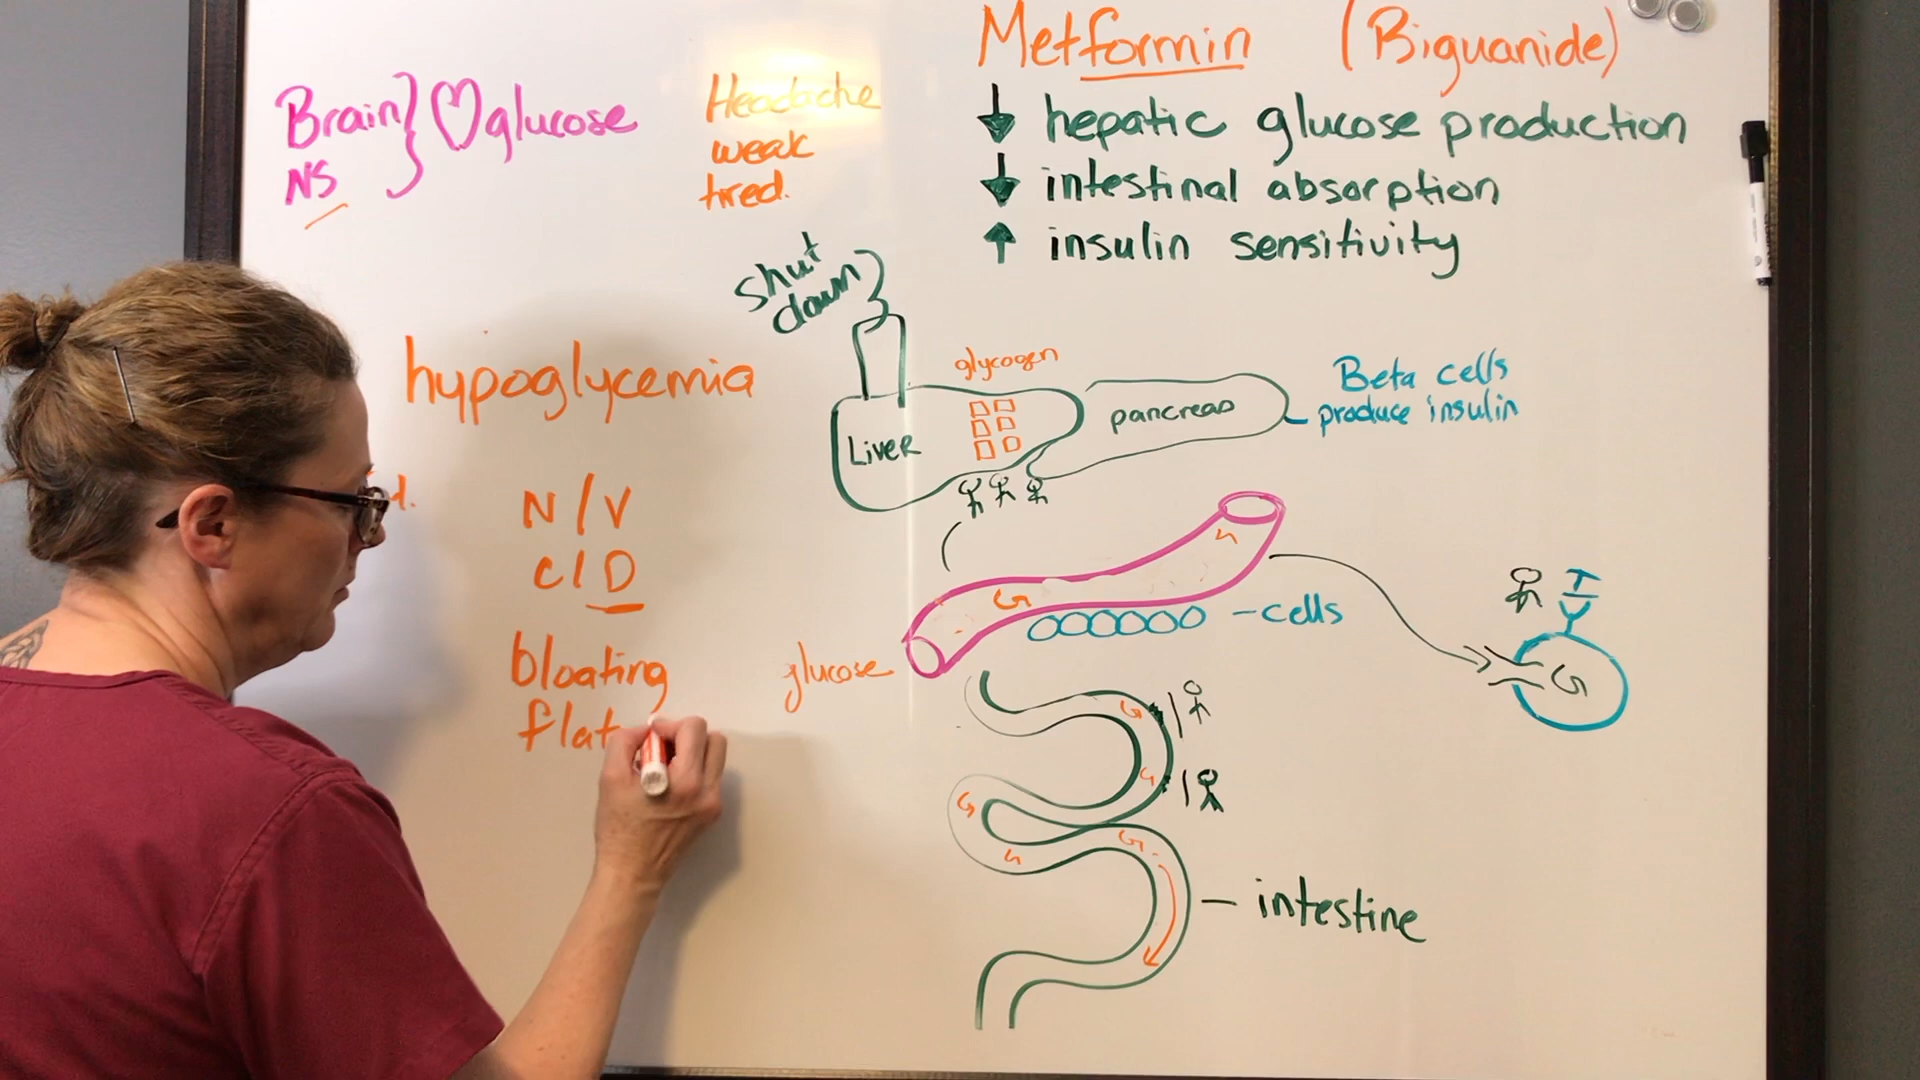 Metformin (Biguanide)
↓ hepatic glucose production
↓ intestinal absorption
↑ insulin sensitivity
Brain } ♡ glucose
NS
Headache
weak
tired.
shut
down
hypoglycemia
glycogen
Liver
pancreas
Beta cells
produce insulin
d.
N/V
C/D
bloating
flat
G
G
- cells
G
glucose
G
G
G
G
G
- intestine